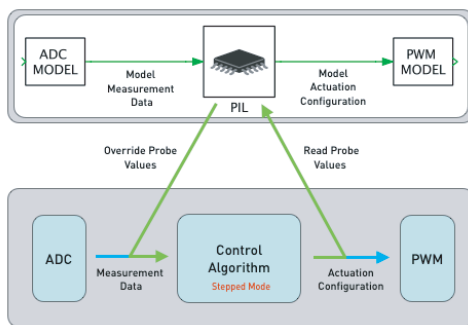 ADC
MODEL
Model
Measurement
Data
PIL
Model
Actuation
Configuration
PWM
MODEL
Override Probe
Values
Read Probe
Values
ADC
Measurement
Data
Control
Algorithm
Stepped Mode
Actuation
Configuration
PWM